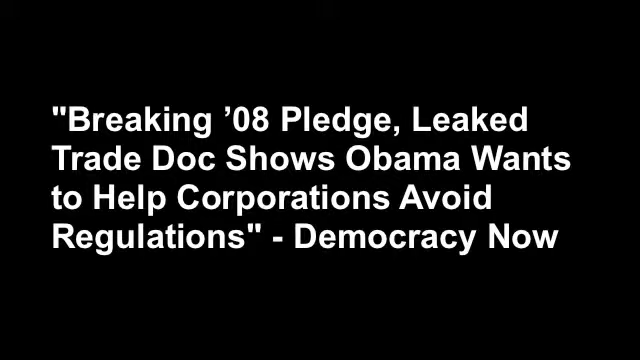 "Breaking ’08 Pledge, Leaked
Trade Doc Shows Obama Wants
to Help Corporations Avoid
Regulations" - Democracy Now